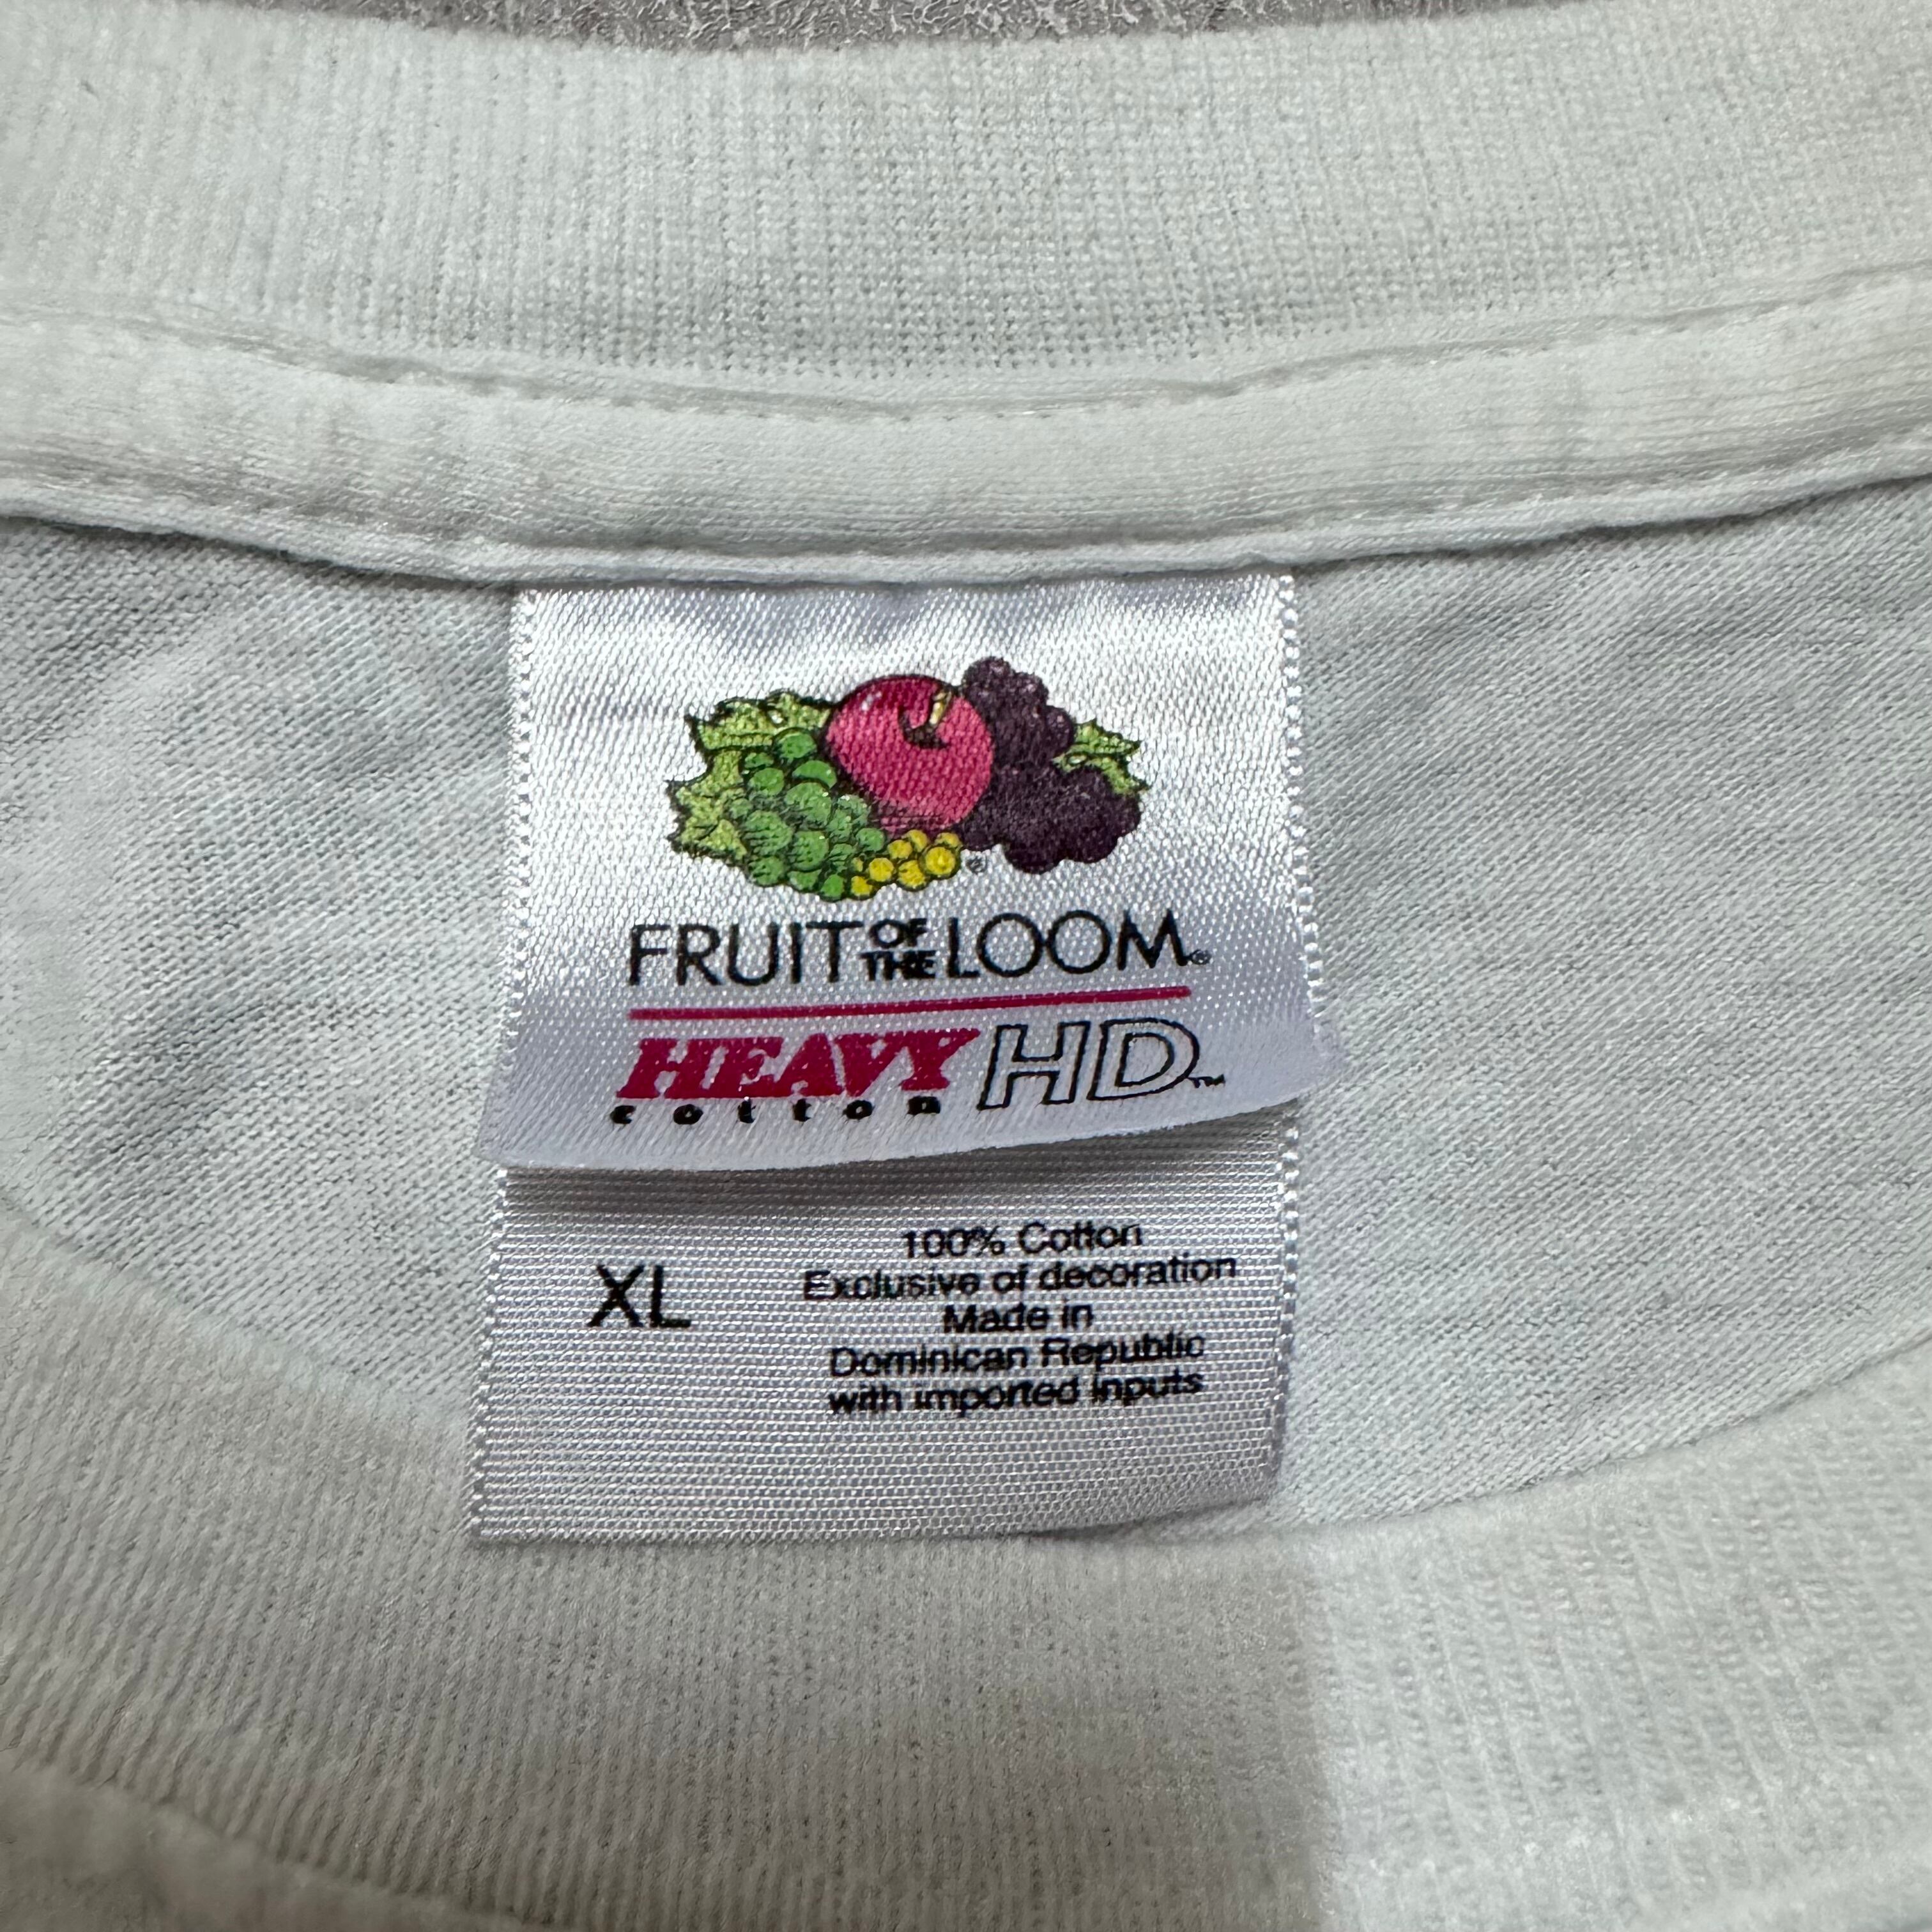 FRUIT OF THE LOOM®
HEAVY HD™
cotton
XL
100% Cotton
Exclusive of decoration
Made in
Dominican Republic
with imported inputs